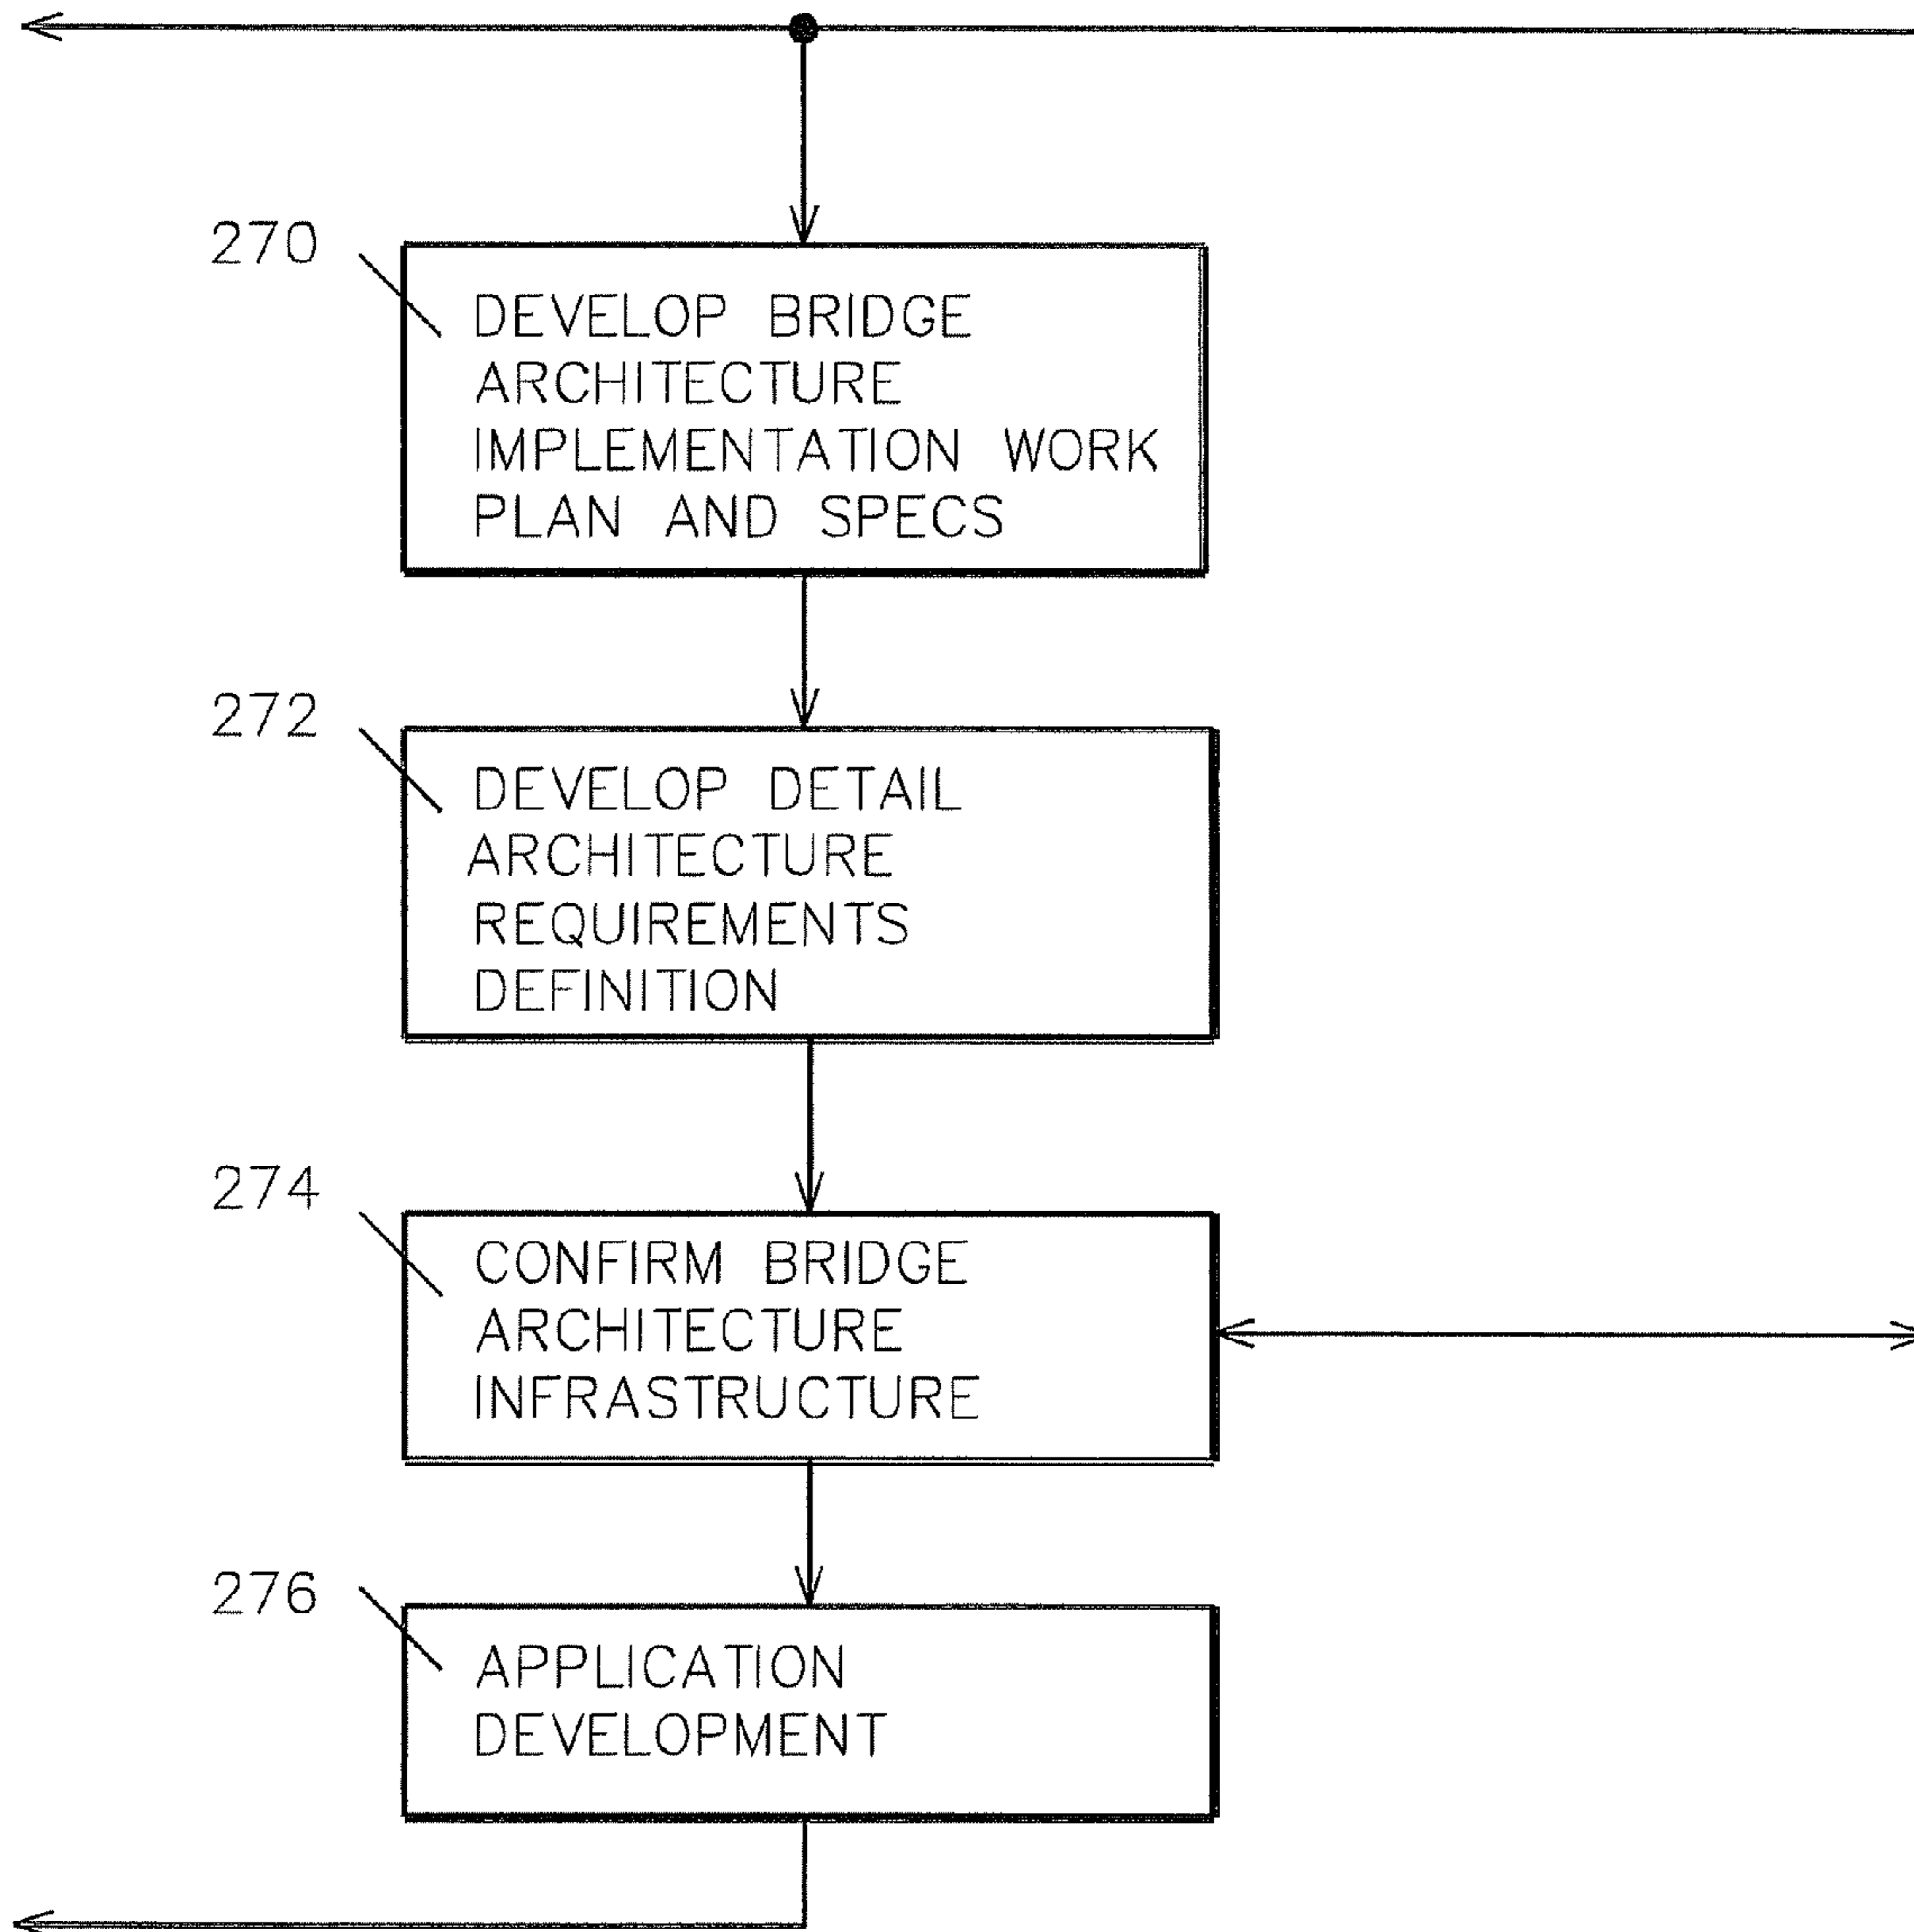 270
DEVELOP BRIDGE
ARCHITECTURE
IMPLEMENTATION WORK
PLAN AND SPECS
272
DEVELOP DETAIL
ARCHITECTURE
REQUIREMENTS
DEFINITION
274
CONFIRM BRIDGE
ARCHITECTURE
INFRASTRUCTURE
276
APPLICATION
DEVELOPMENT